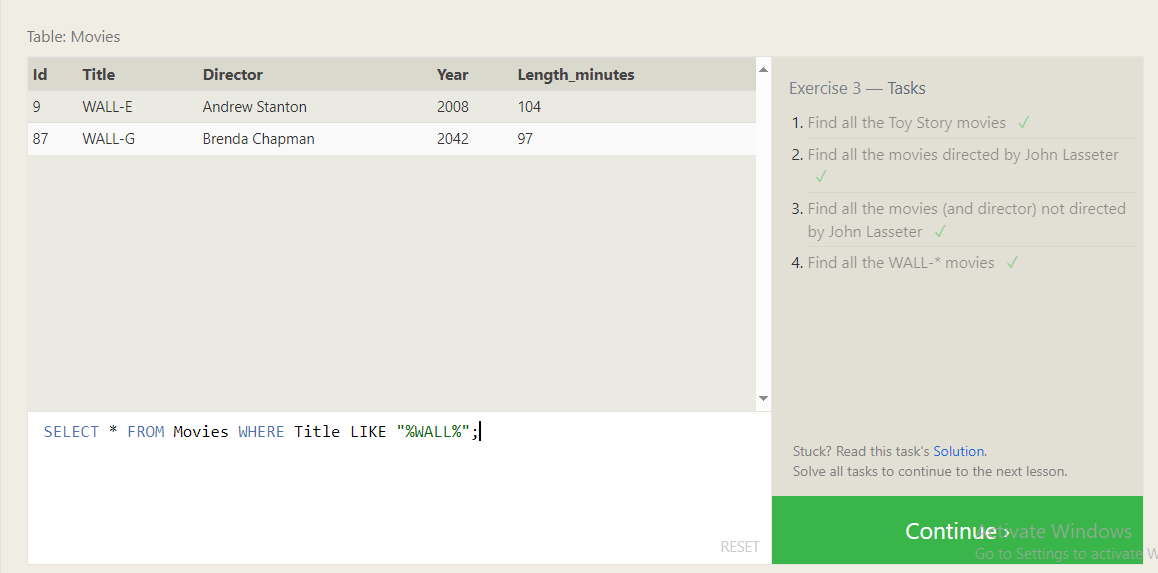 Table: Movies
Id Title Director Year Length_minutes
9 WALL-E Andrew Stanton 2008 104
87 WALL-G Brenda Chapman 2042 97
SELECT * FROM Movies WHERE Title LIKE "%WALL%";
RESET
Exercise 3 — Tasks
1. Find all the Toy Story movies ✓
2. Find all the movies directed by John Lasseter
✓
3. Find all the movies (and director) not directed
by John Lasseter ✓
4. Find all the WALL-* movies ✓
Stuck? Read this task's Solution.
Solve all tasks to continue to the next lesson.
Continue ›
Activate Windows
Go to Settings to activate W